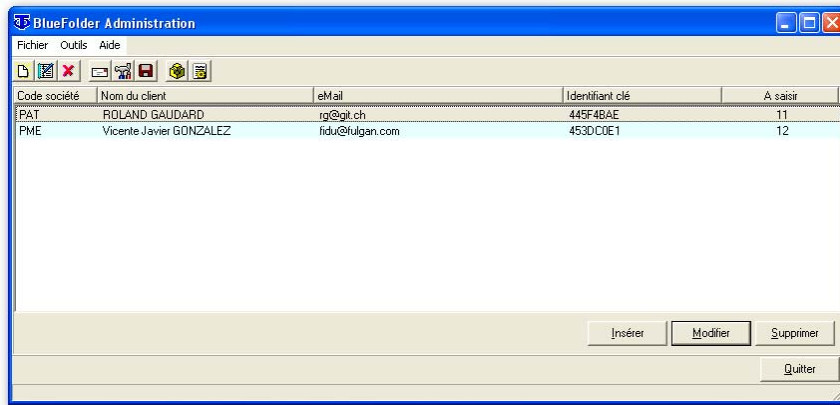 BlueFolder Administration
Fichier Outils Aide
Code société Nom du client eMail Identifiant clé A saisir
PAT ROLAND GAUDARD rg@git.ch 445F4BAE 11
PME Vicente Javier GONZALEZ fidu@fulgan.com 453DC0E1 12
Insérer Modifier Supprimer
Quitter